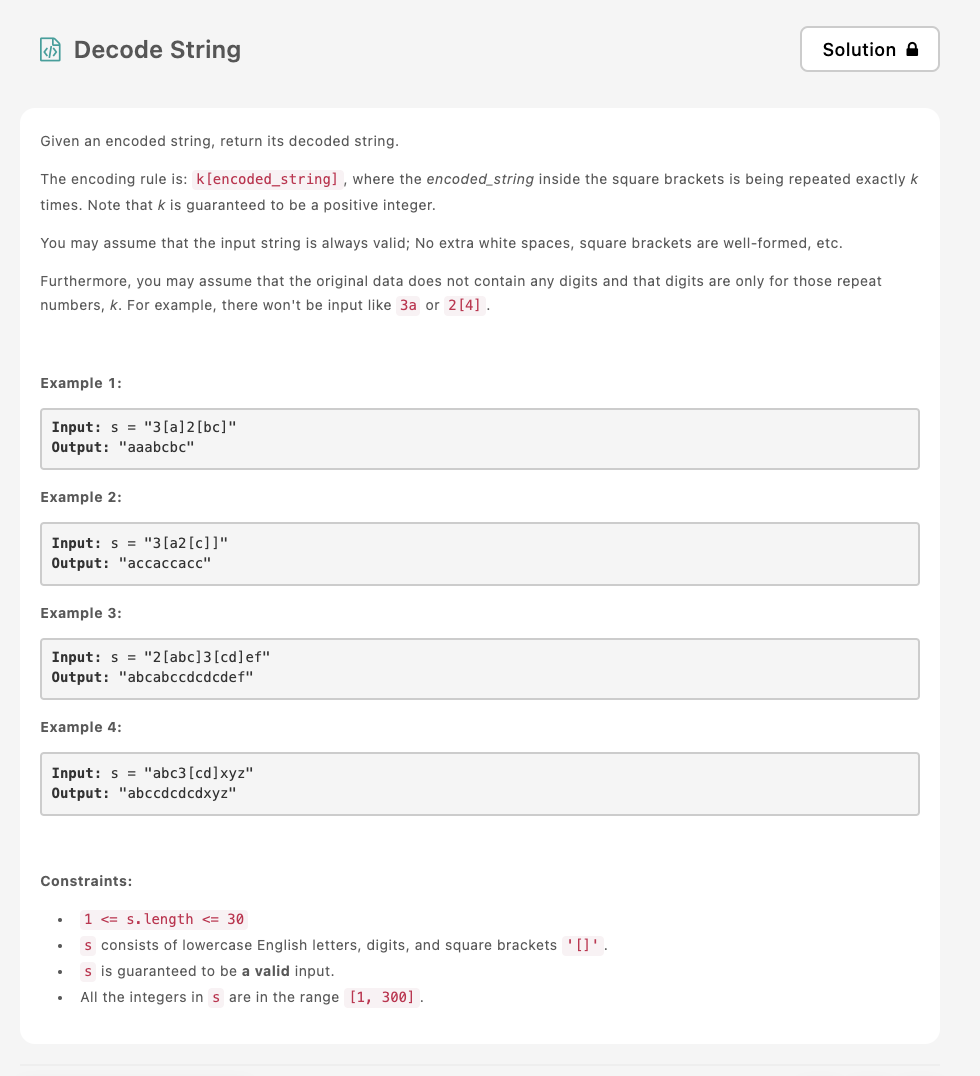 Decode String
Solution
Given an encoded string, return its decoded string.
The encoding rule is: k[encoded_string], where the encoded_string inside the square brackets is being repeated exactly k
times. Note that k is guaranteed to be a positive integer.
You may assume that the input string is always valid; No extra white spaces, square brackets are well-formed, etc.
Furthermore, you may assume that the original data does not contain any digits and that digits are only for those repeat
numbers, k. For example, there won't be input like 3a or 2[4].
Example 1:
Input: s = "3[a]2[bc]"
Output: "aaabcbc"
Example 2:
Input: s = "3[a2[c]]"
Output: "accaccacc"
Example 3:
Input: s = "2[abc]3[cd]ef"
Output: "abcabccdcdcdef"
Example 4:
Input: s = "abc3[cd]xyz"
Output: "abccdcdcdxyz"
Constraints:
• 1 <= s.length <= 30
• s consists of lowercase English letters, digits, and square brackets '[]'.
• s is guaranteed to be a valid input.
• All the integers in s are in the range [1, 300].